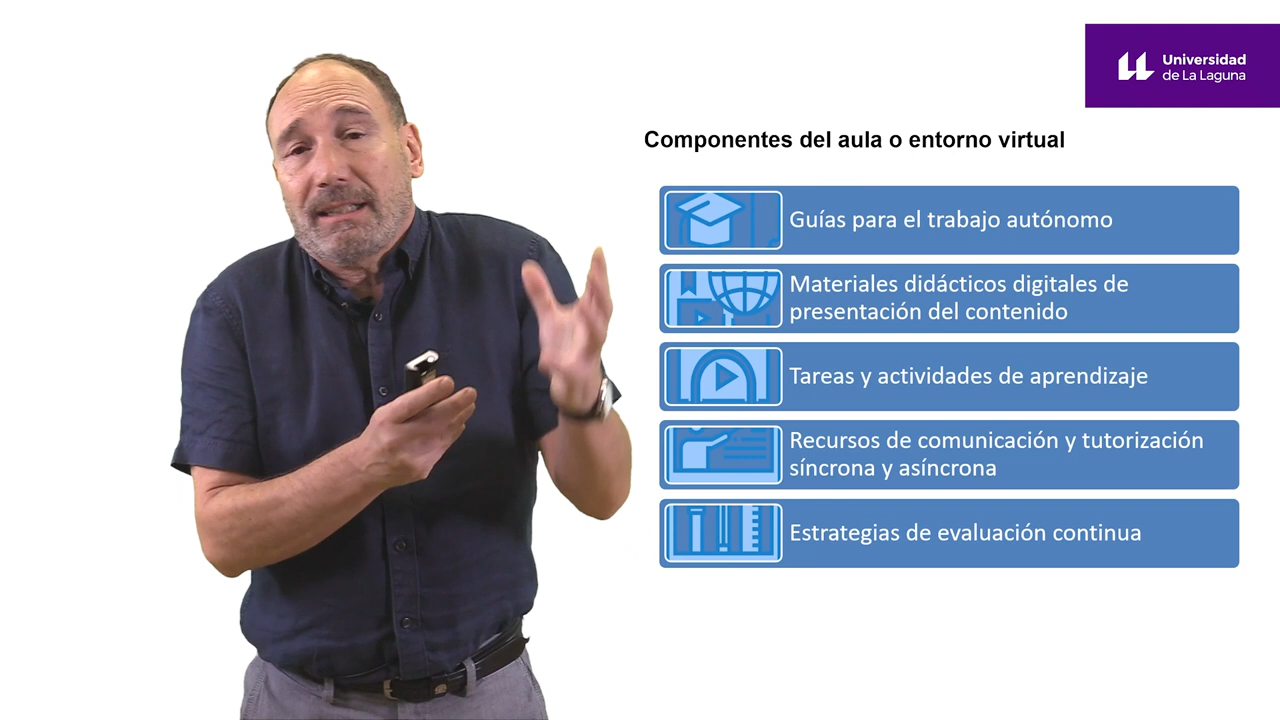 Universidad
de La Laguna
Componentes del aula o entorno virtual
Guías para el trabajo autónomo
Materiales didácticos digitales de
presentación del contenido
Tareas y actividades de aprendizaje
Recursos de comunicación y tutorización
síncrona y asíncrona
Estrategias de evaluación continua